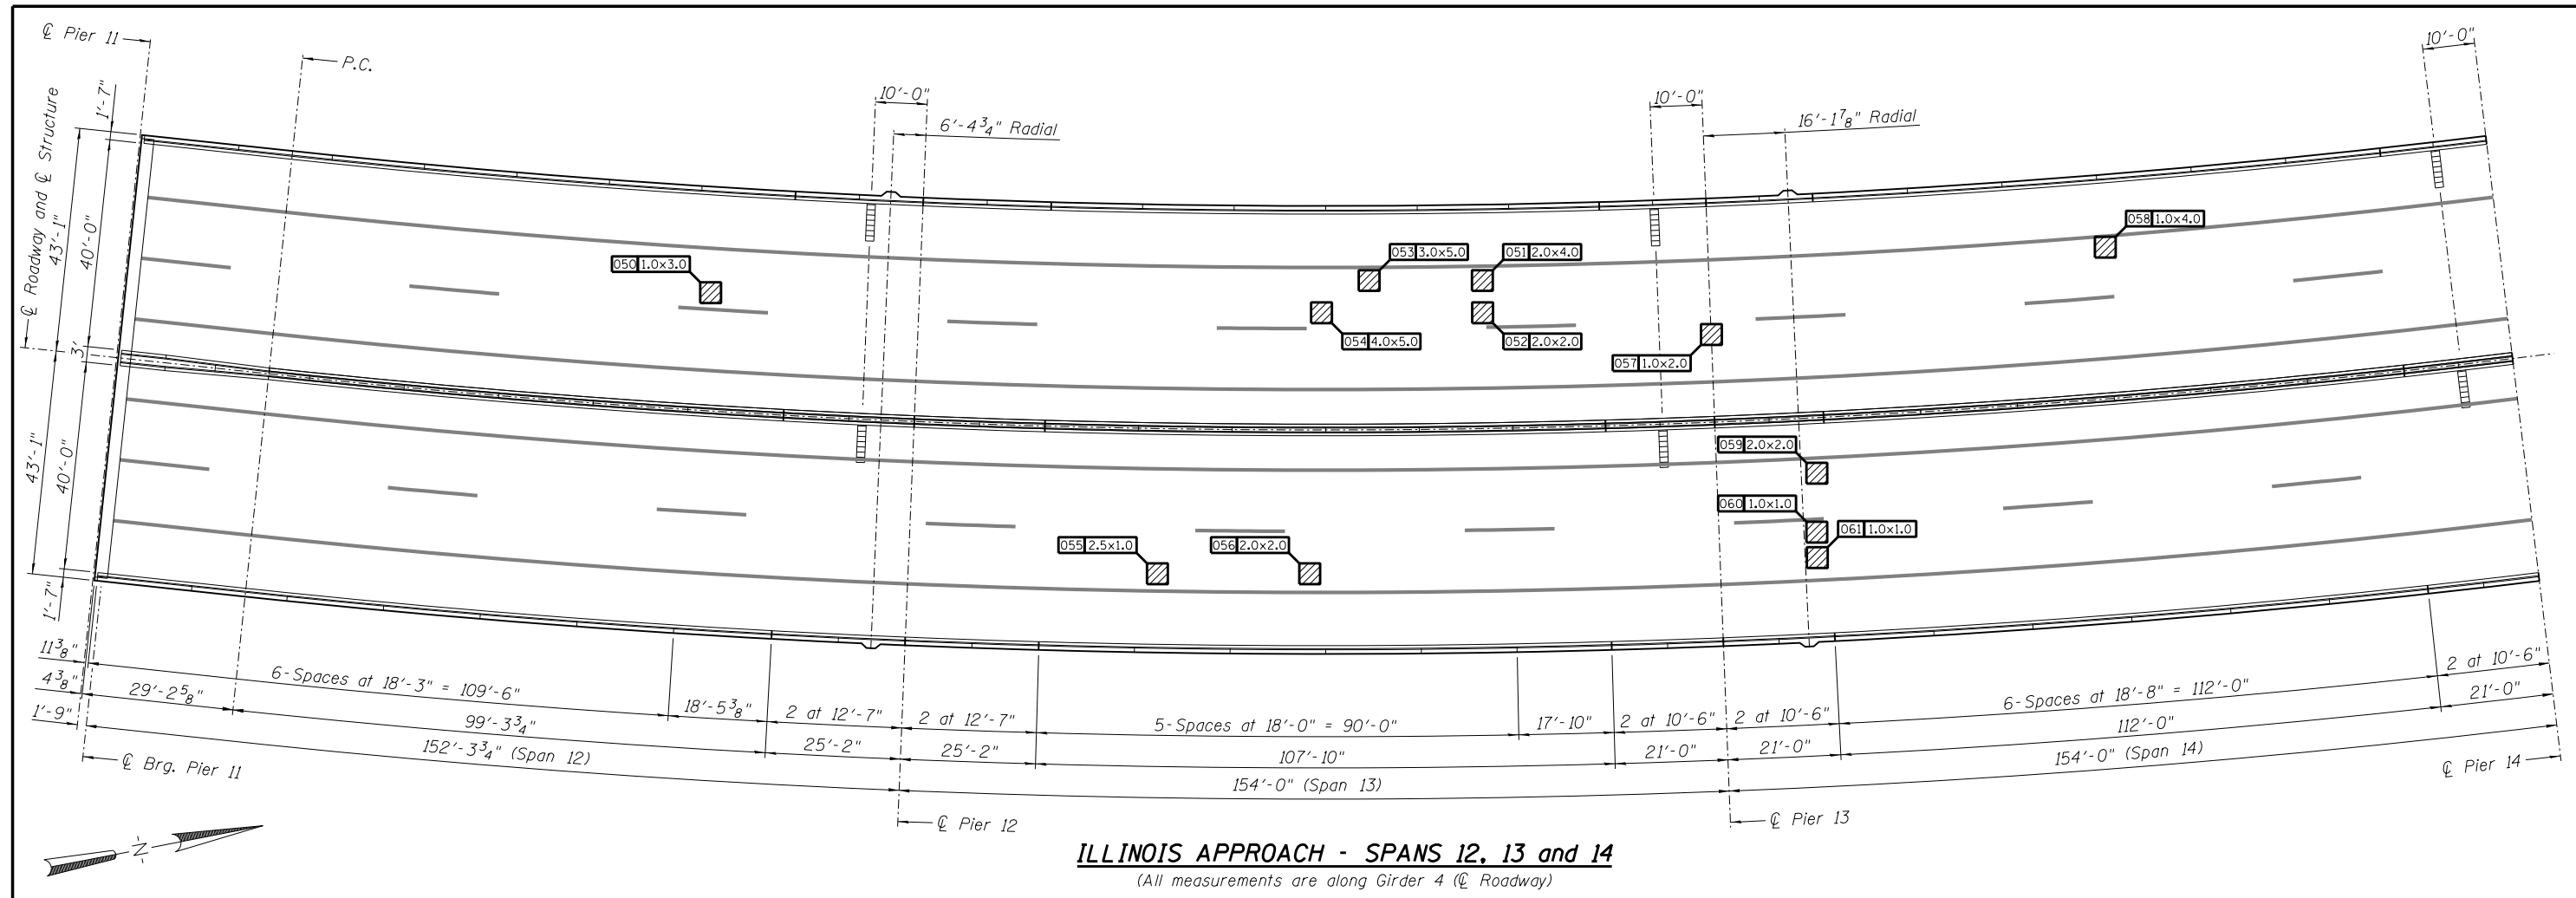 ℄ Pier 11
P.C.
10'-0"
6'-4¾" Radial
10'-0"
16'-1⅞" Radial
10'-0"
℄ Roadway and ℄ Structure
1'-7"
43'-1"
40'-0"
3'
43'-1"
40'-0"
1'-7"
050 1.0x3.0
053 3.0x5.0
051 2.0x4.0
054 4.0x5.0
052 2.0x2.0
057 1.0x2.0
058 1.0x4.0
059 2.0x2.0
060 1.0x1.0
061 1.0x1.0
055 2.5x1.0
056 2.0x2.0
11⅜"
6-Spaces at 18'-3" = 109'-6"
18'-5⅜"
2 at 12'-7"
2 at 12'-7"
5-Spaces at 18'-0" = 90'-0"
17'-10"
2 at 10'-6"
2 at 10'-6"
6-Spaces at 18'-8" = 112'-0"
2 at 10'-6"
4⅜"
29'-2⅝"
99'-3¾"
25'-2"
25'-2"
107'-10"
21'-0"
21'-0"
112'-0"
21'-0"
1'-9"
152'-3¾" (Span 12)
154'-0" (Span 13)
154'-0" (Span 14)
℄ Brg. Pier 11
℄ Pier 12
℄ Pier 13
℄ Pier 14
N
ILLINOIS APPROACH - SPANS 12, 13 and 14
(All measurements are along Girder 4 (℄ Roadway)